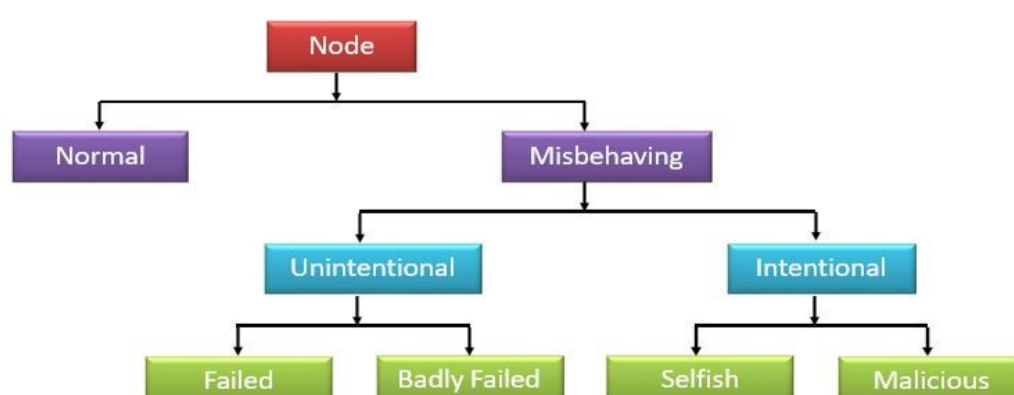 Node
Normal
Misbehaving
Unintentional
Intentional
Failed
Badly Failed
Selfish
Malicious